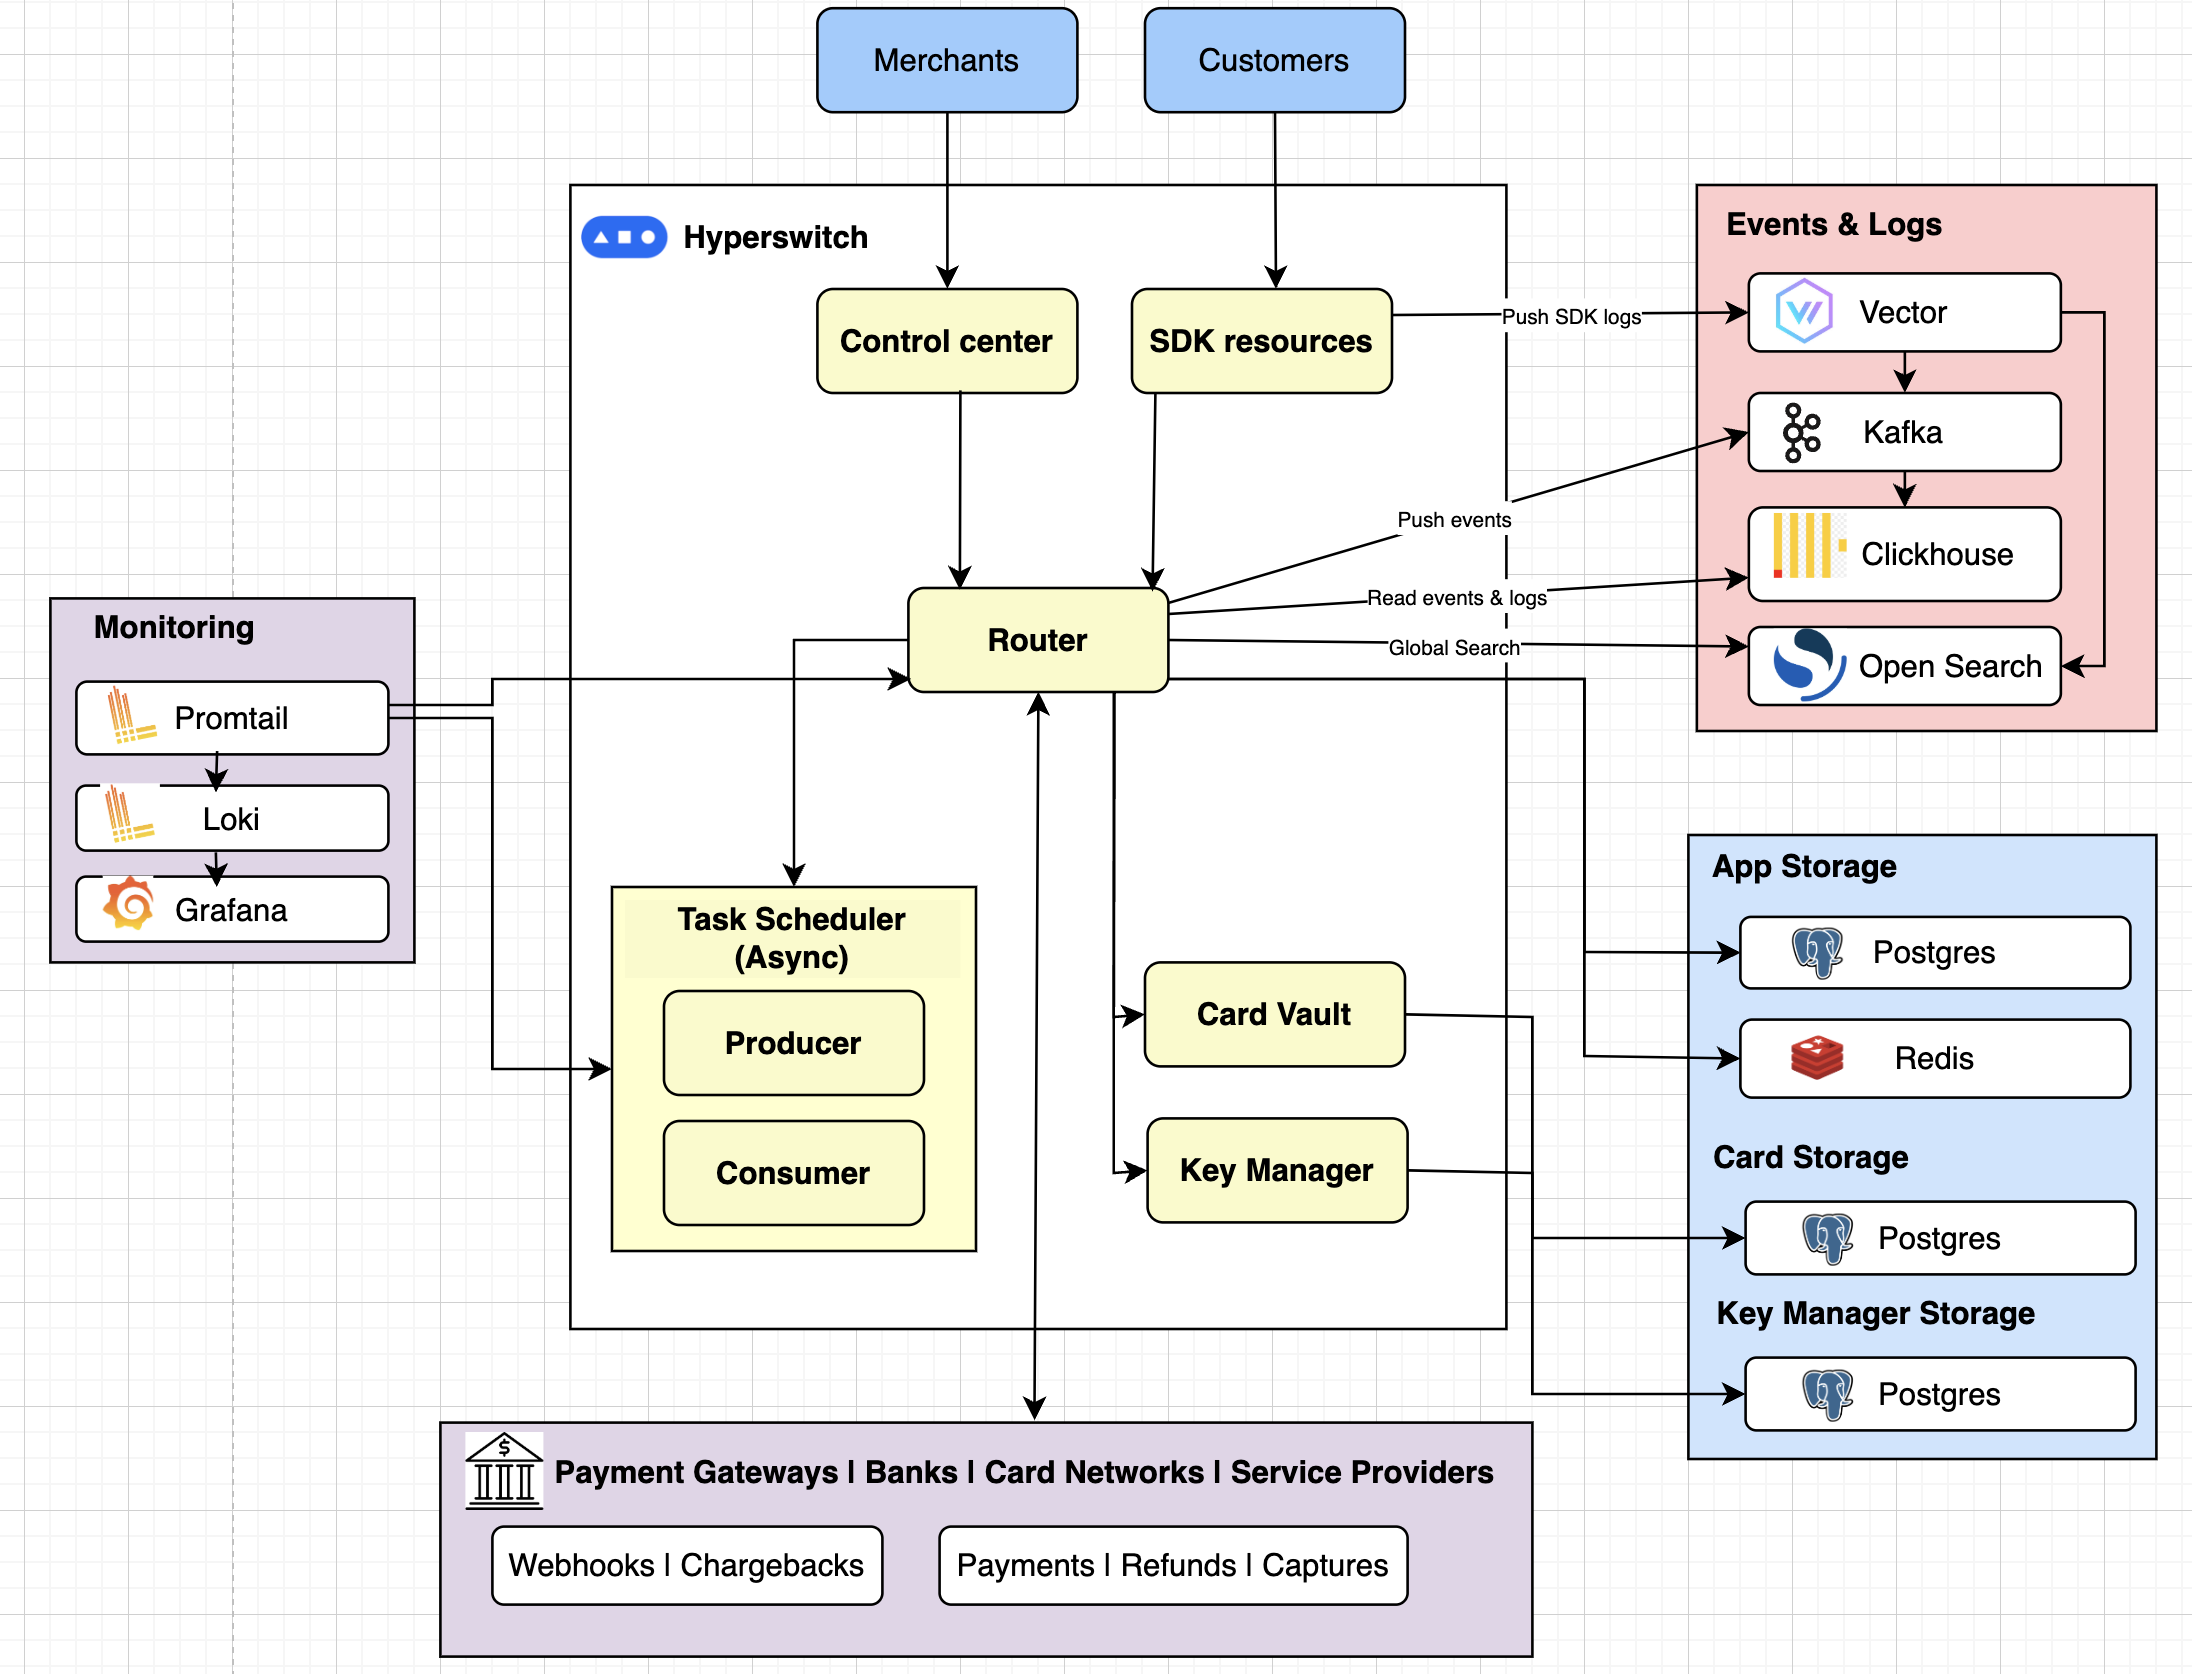 Merchants
Customers
Hyperswitch
Control center
SDK resources
Push SDK logs
Events & Logs
Vector
Kafka
Push events
Clickhouse
Read events & logs
Global Search
Open Search
Router
Monitoring
Promtail
Loki
Grafana
Task Scheduler
(Async)
Producer
Consumer
Card Vault
Key Manager
App Storage
Postgres
Redis
Card Storage
Postgres
Key Manager Storage
Postgres
$
Payment Gateways | Banks | Card Networks | Service Providers
Webhooks | Chargebacks
Payments | Refunds | Captures